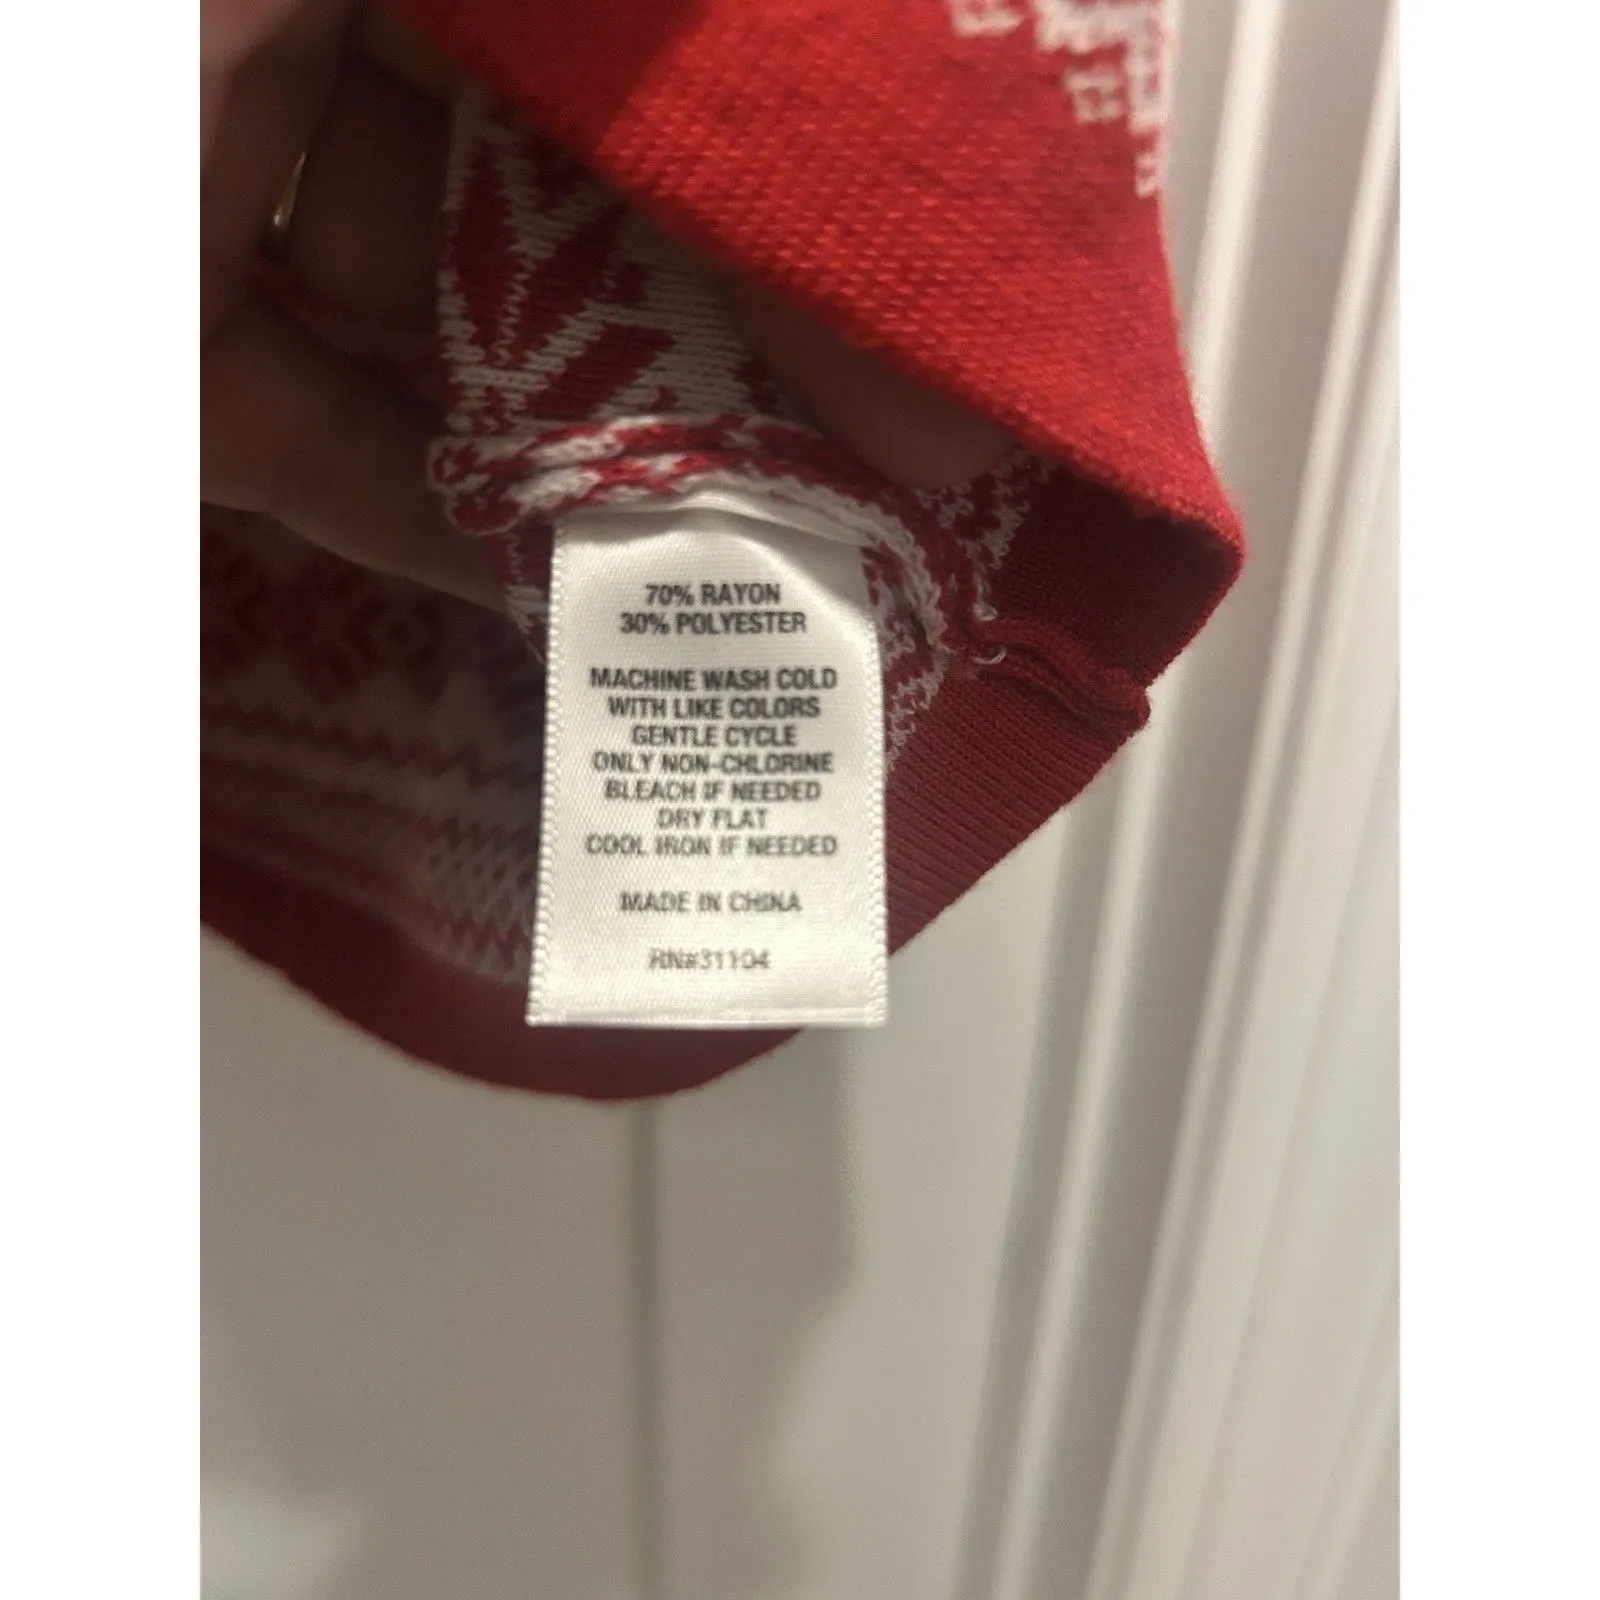 70% RAYON
30% POLYESTER
MACHINE WASH COLD
WITH LIKE COLORS
GENTLE CYCLE
ONLY NON-CHLORINE
BLEACH IF NEEDED
DRY FLAT
COOL IRON IF NEEDED
MADE IN CHINA
RN#31104